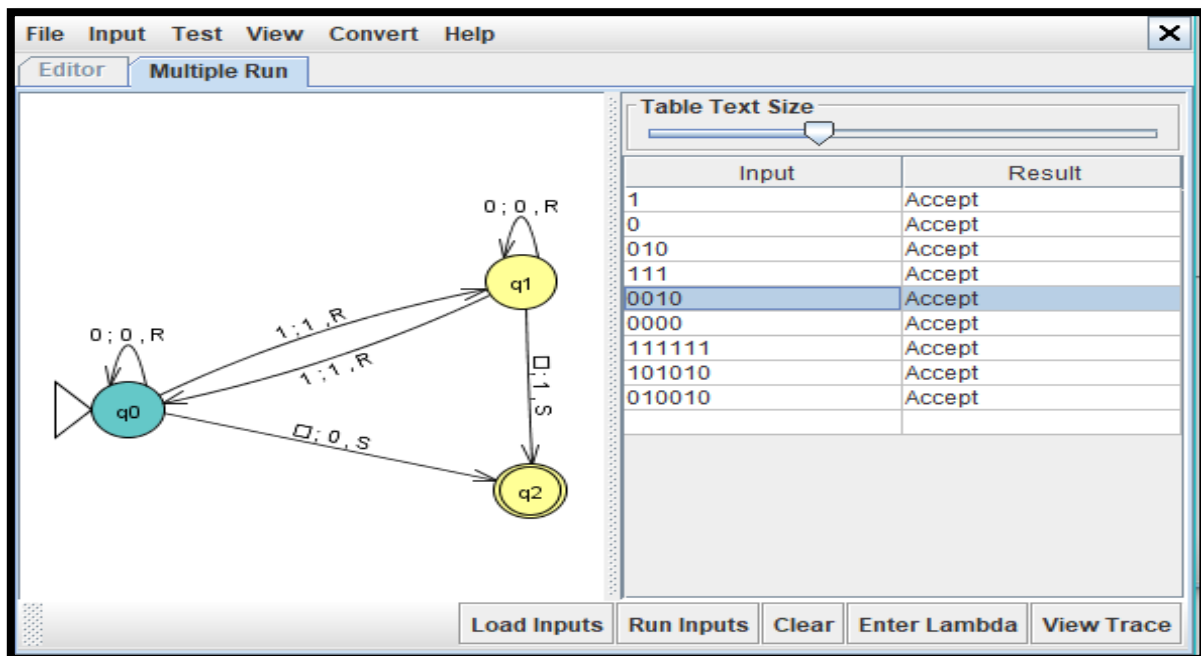 File Input Test View Convert Help
Editor Multiple Run
Table Text Size
Input Result
1 Accept
0 Accept
010 Accept
111 Accept
0010 Accept
0000 Accept
111111 Accept
101010 Accept
010010 Accept
0 ; 0 , R
q1
1 ; 1 , R
0 ; 0 , R
1 ; 1 , R
□ ; 1 , S
q0
□ ; 0 , S
q2
Load Inputs Run Inputs Clear Enter Lambda View Trace